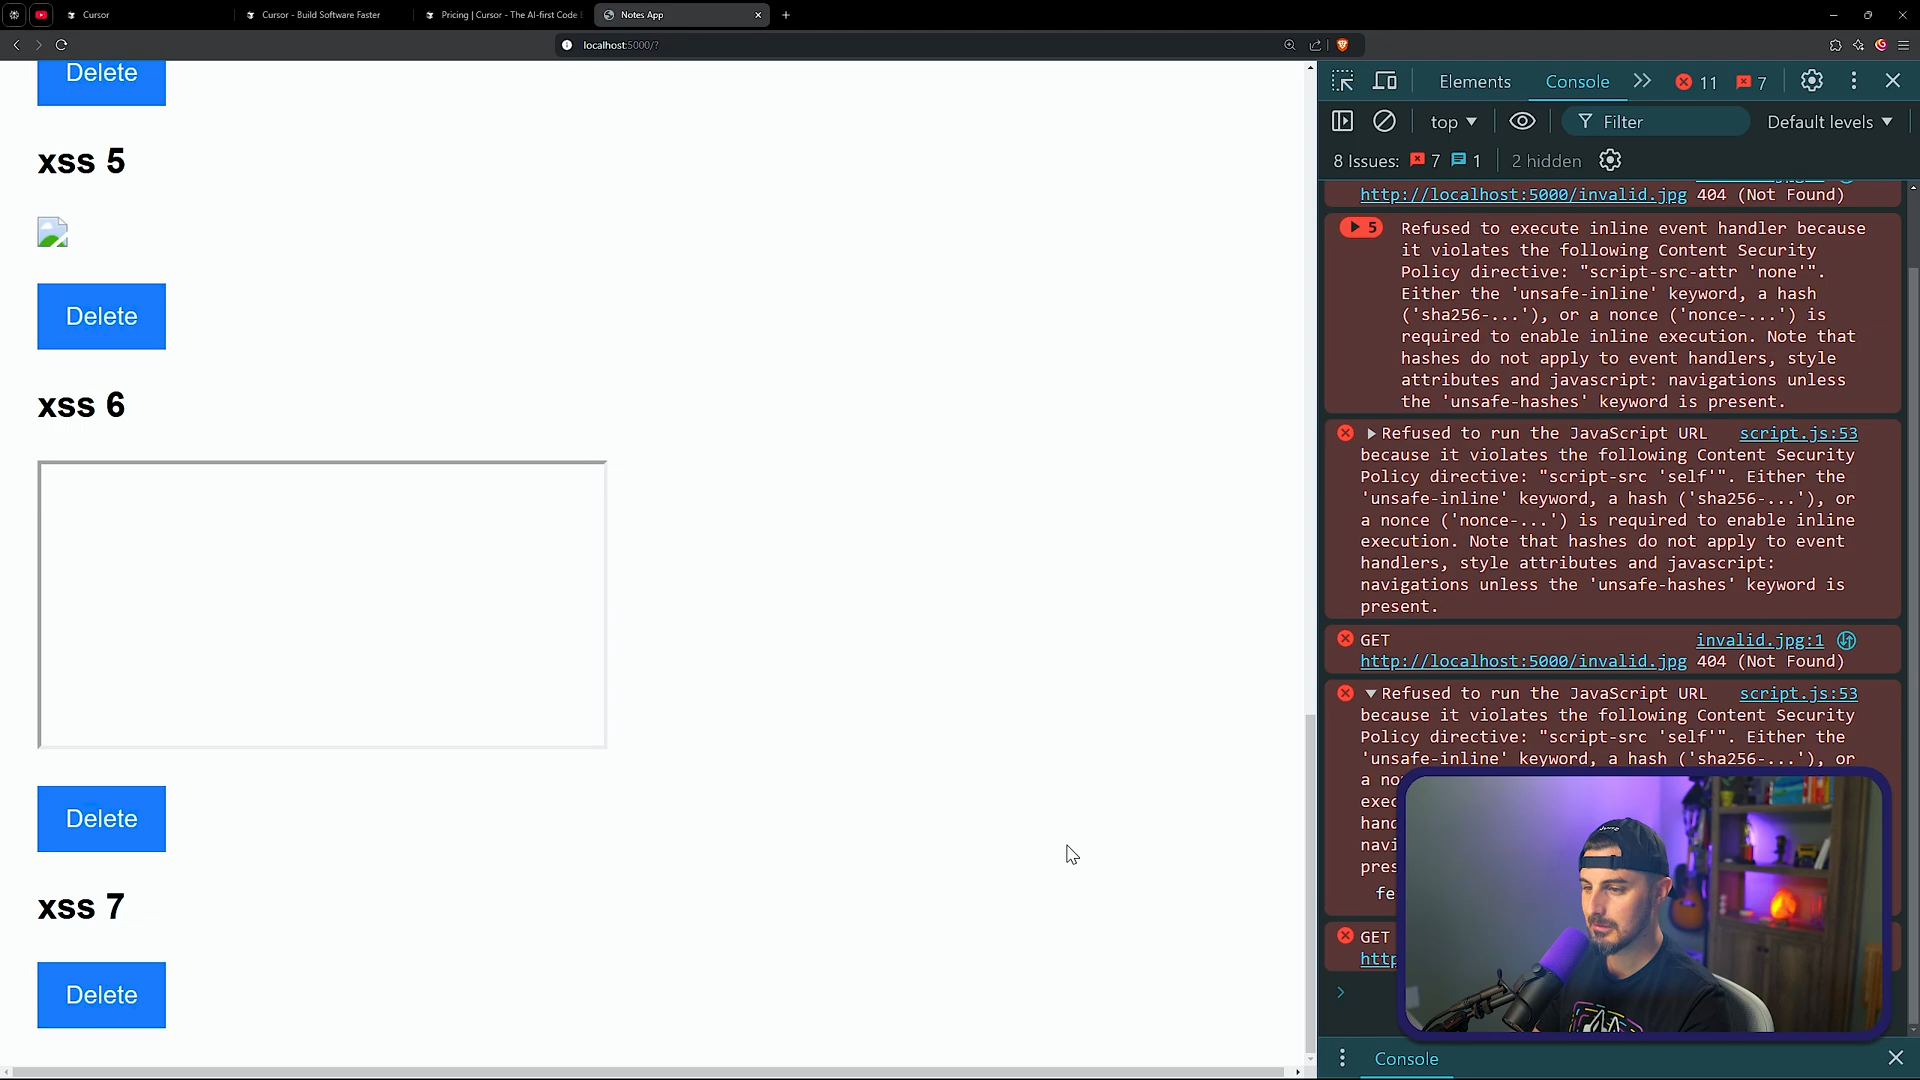 Cursor
Cursor - Build Software Faster
Pricing | Cursor - The AI-first Code
Notes App
localhost:5000/?
Delete
xss 5
Delete
xss 6
Delete
xss 7
Delete
Elements
Console
11
7
top
Filter
Default levels
8 Issues: 7 1
2 hidden
http://localhost:5000/invalid.jpg 404 (Not Found)
5
Refused to execute inline event handler because
it violates the following Content Security
Policy directive: "script-src-attr 'none'".
Either the 'unsafe-inline' keyword, a hash
('sha256-...'), or a nonce ('nonce-...') is
required to enable inline execution. Note that
hashes do not apply to event handlers, style
attributes and javascript: navigations unless
the 'unsafe-hashes' keyword is present.
Refused to run the JavaScript URL script.js:53
because it violates the following Content Security
Policy directive: "script-src 'self'". Either the
'unsafe-inline' keyword, a hash ('sha256-...'), or
a nonce ('nonce-...') is required to enable inline
execution. Note that hashes do not apply to event
handlers, style attributes and javascript:
navigations unless the 'unsafe-hashes' keyword is
present.
GET invalid.jpg:1
http://localhost:5000/invalid.jpg 404 (Not Found)
Refused to run the JavaScript URL script.js:53
because it violates the following Content Security
Policy directive: "script-src 'self'". Either the
'unsafe-inline' keyword, a hash ('sha256-...'), or
a no
exec
hand
navi
pres
fe
GET
http
Console